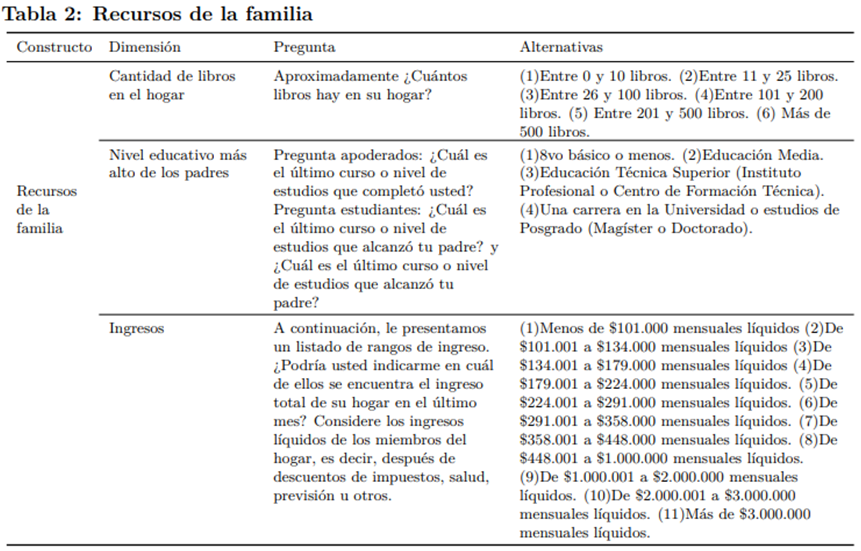 Tabla 2: Recursos de la familia
Constructo Dimensión Pregunta Alternativas
Cantidad de libros
en el hogar
Aproximadamente ¿Cuántos
libros hay en su hogar?
(1)Entre 0 y 10 libros. (2)Entre 11 y 25 libros.
(3)Entre 26 y 100 libros. (4)Entre 101 y 200
libros. (5) Entre 201 y 500 libros. (6) Más de
500 libros.
Recursos
de la
familia
Nivel educativo más
alto de los padres
Pregunta apoderados: ¿Cuál es
el último curso o nivel de
estudios que completó usted?
Pregunta estudiantes: ¿Cuál es
el último curso o nivel de
estudios que alcanzó tu padre? y
¿Cuál es el último curso o nivel
de estudios que alcanzó tu
padre?
(1)8vo básico o menos. (2)Educación Media.
(3)Educación Técnica Superior (Instituto
Profesional o Centro de Formación Técnica).
(4)Una carrera en la Universidad o estudios de
Posgrado (Magíster o Doctorado).
Ingresos
A continuación, le presentamos
un listado de rangos de ingreso.
¿Podría usted indicarme en cuál
de ellos se encuentra el ingreso
total de su hogar en el último
mes? Considere los ingresos
líquidos de los miembros del
hogar, es decir, después de
descuentos de impuestos, salud,
previsión u otros.
(1)Menos de $101.000 mensuales líquidos (2)De
$101.001 a $134.000 mensuales líquidos (3)De
$134.001 a $179.000 mensuales líquidos (4)De
$179.001 a $224.000 mensuales líquidos. (5)De
$224.001 a $291.000 mensuales líquidos. (6)De
$291.001 a $358.000 mensuales líquidos. (7)De
$358.001 a $448.000 mensuales líquidos. (8)De
$448.001 a $1.000.000 mensuales líquidos.
(9)De $1.000.001 a $2.000.000 mensuales
líquidos. (10)De $2.000.001 a $3.000.000
mensuales líquidos. (11)Más de $3.000.000
mensuales líquidos.